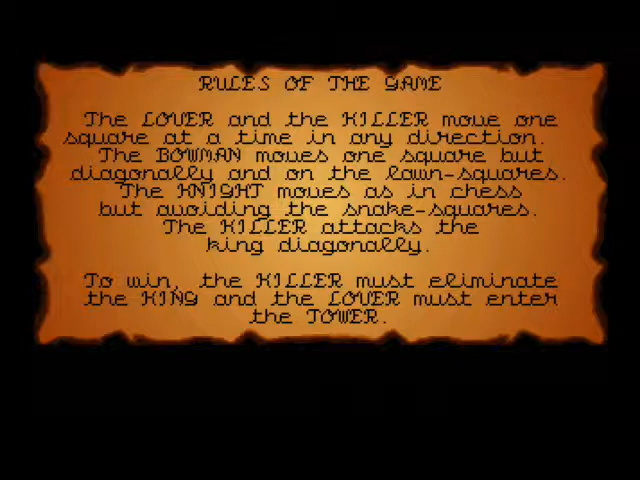 RULES OF THE GAME
The LOVER and the KILLER move one
square at a time in any direction.
The BOWMAN moves one square but
diagonally and on the lawn-squares.
The KNIGHT moves as in chess
but avoiding the snake-squares.
The KILLER attacks the
king diagonally.
To win, the KILLER must eliminate
the KING and the LOVER must enter
the TOWER.